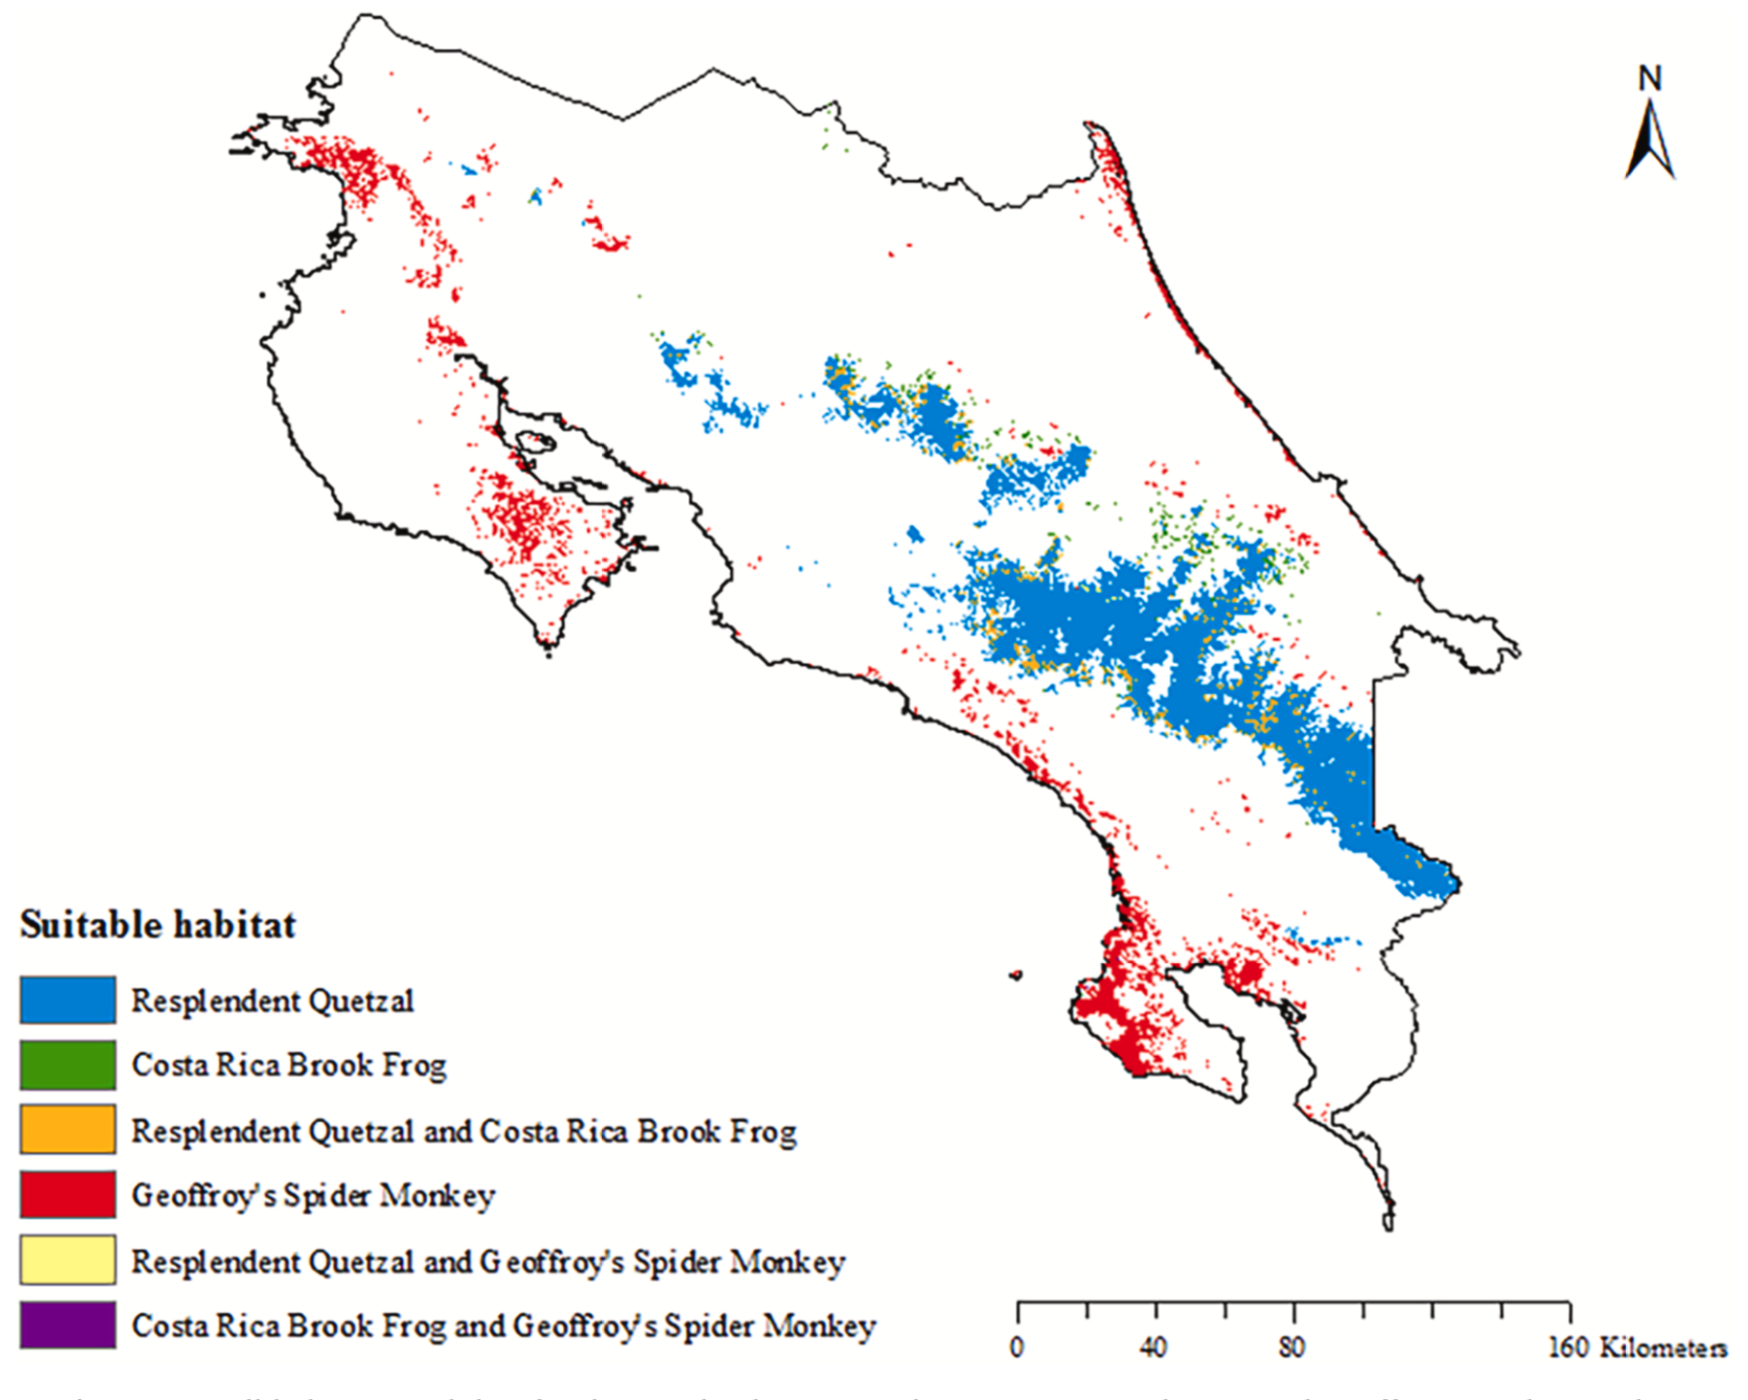 N
Suitable habitat
Resplendent Quetzal
Costa Rica Brook Frog
Resplendent Quetzal and Costa Rica Brook Frog
Geoffroy's Spider Monkey
Resplendent Quetzal and Geoffroy's Spider Monkey
Costa Rica Brook Frog and Geoffroy's Spider Monkey
0 40 80 160 Kilometers